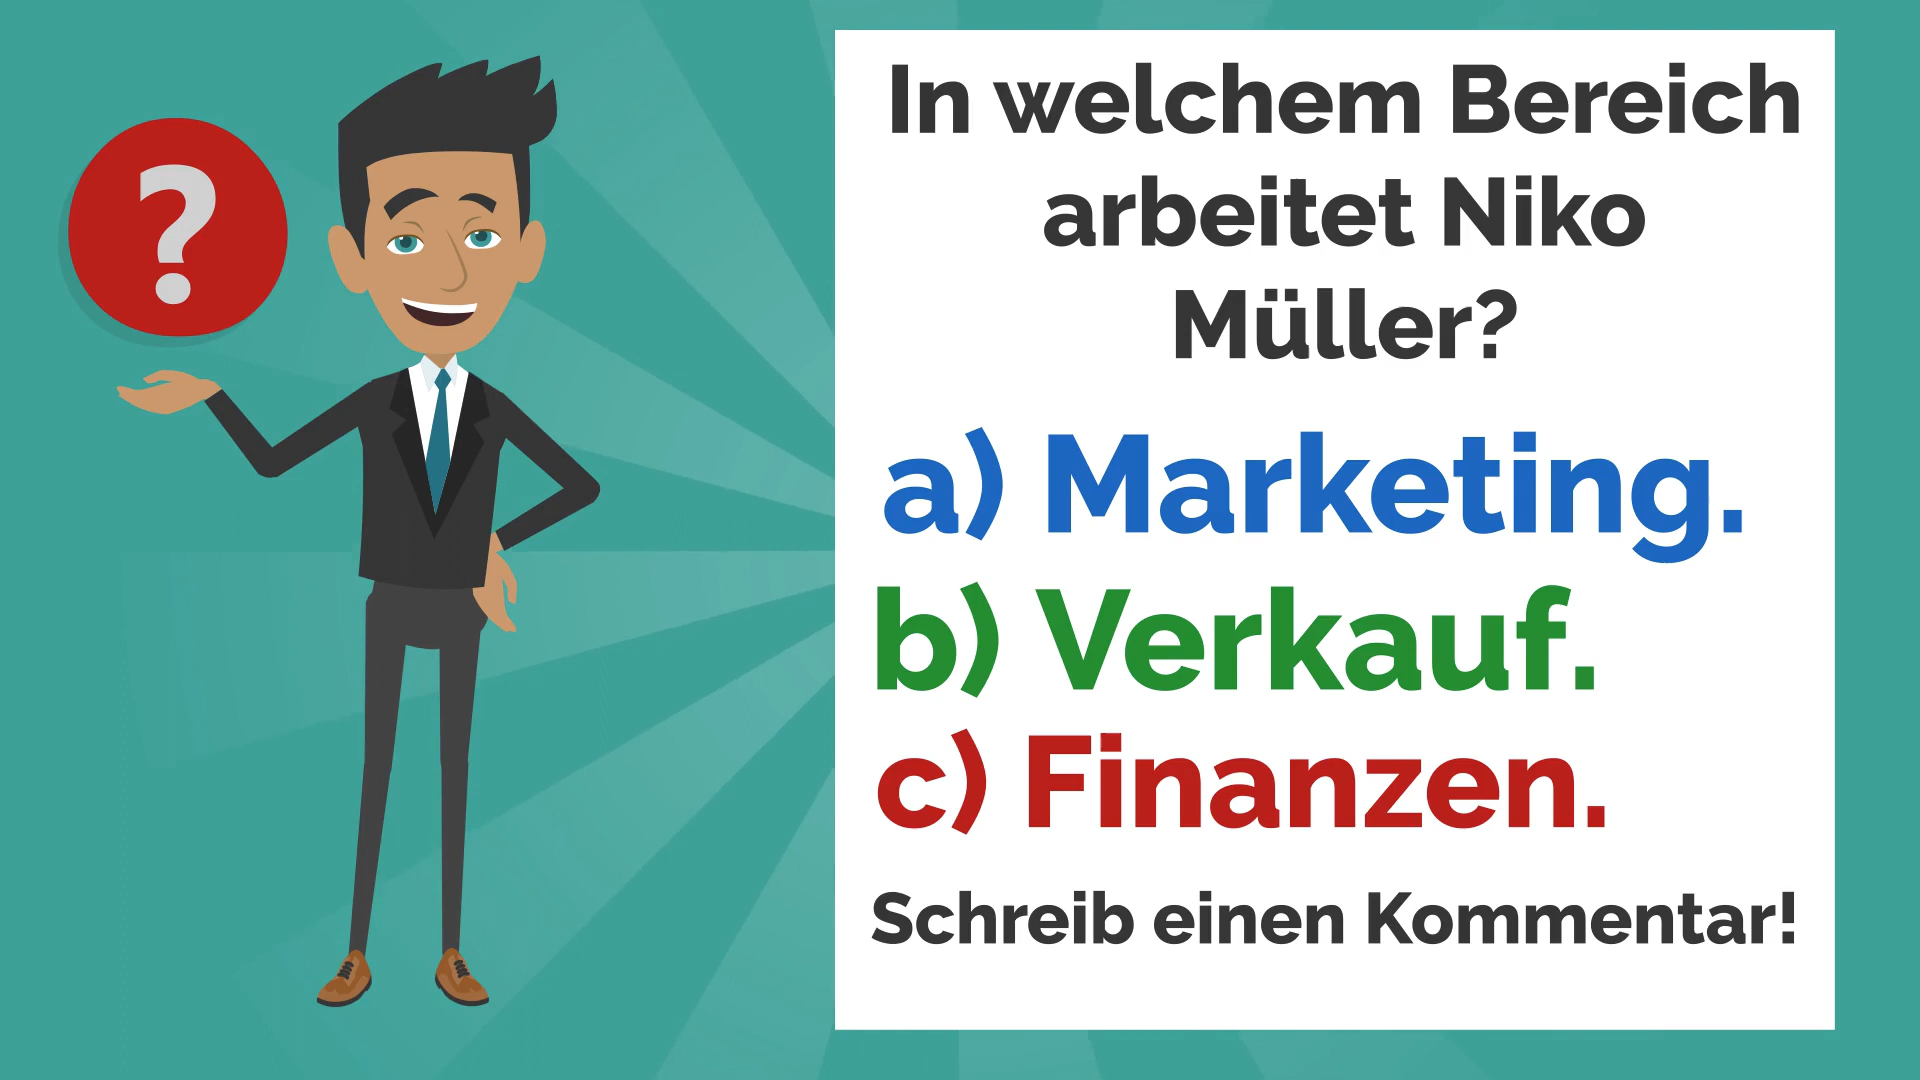 ?
In welchem Bereich
arbeitet Niko
Müller?
a) Marketing.
b) Verkauf.
c) Finanzen.
Schreib einen Kommentar!